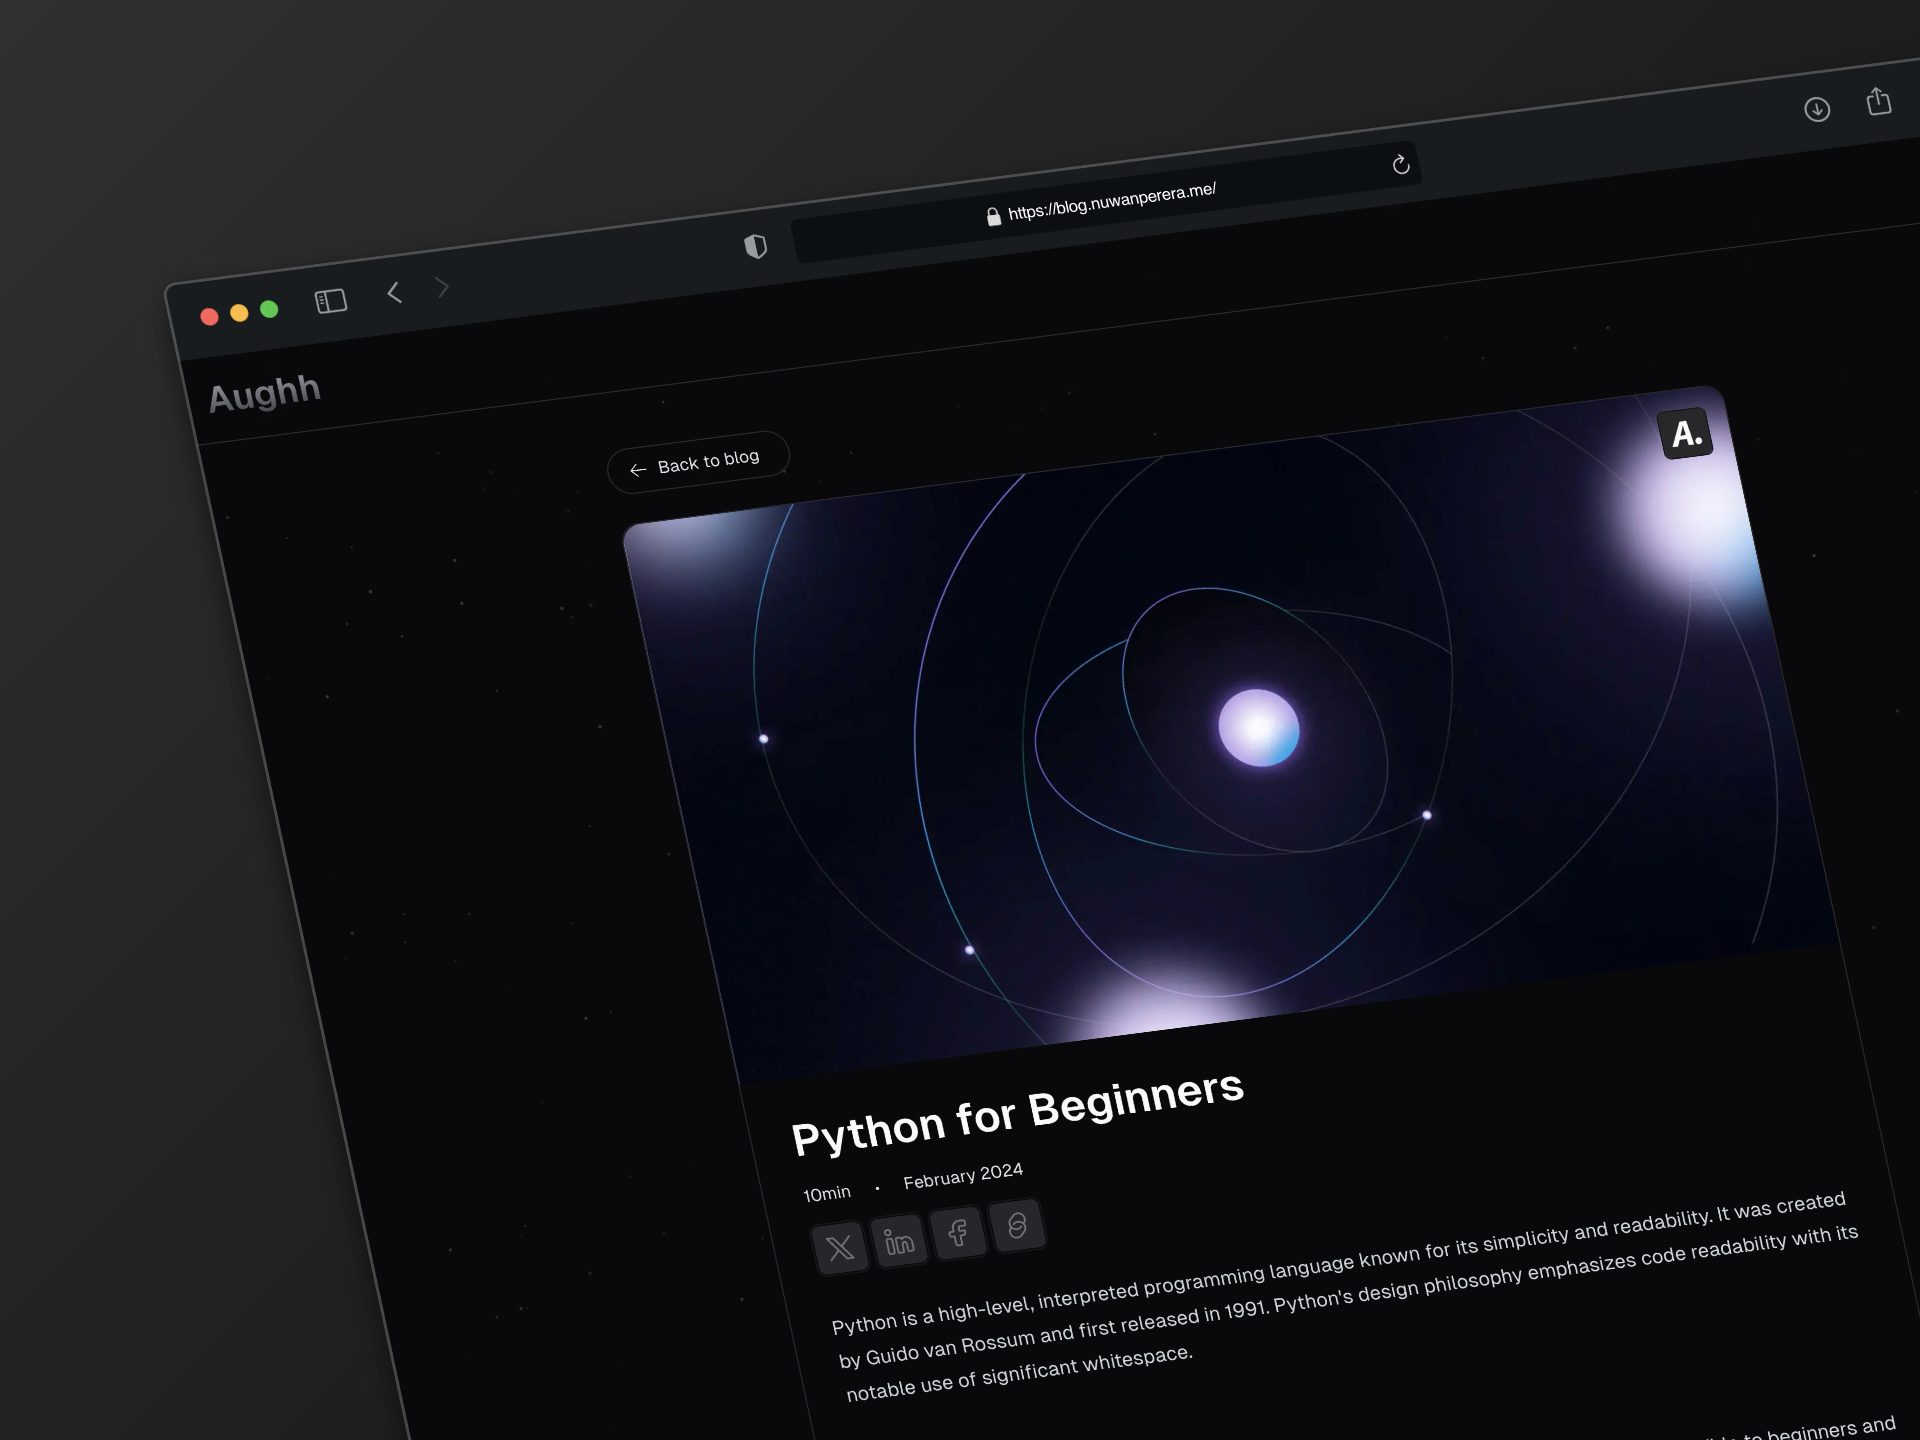 https://blog.nuwanperera.me/
Aughh
Back to blog
A.
Python for Beginners
10min • February 2024
Python is a high-level, interpreted programming language known for its simplicity and readability. It was created
by Guido van Rossum and first released in 1991. Python's design philosophy emphasizes code readability with its
notable use of significant whitespace.
to beginners and